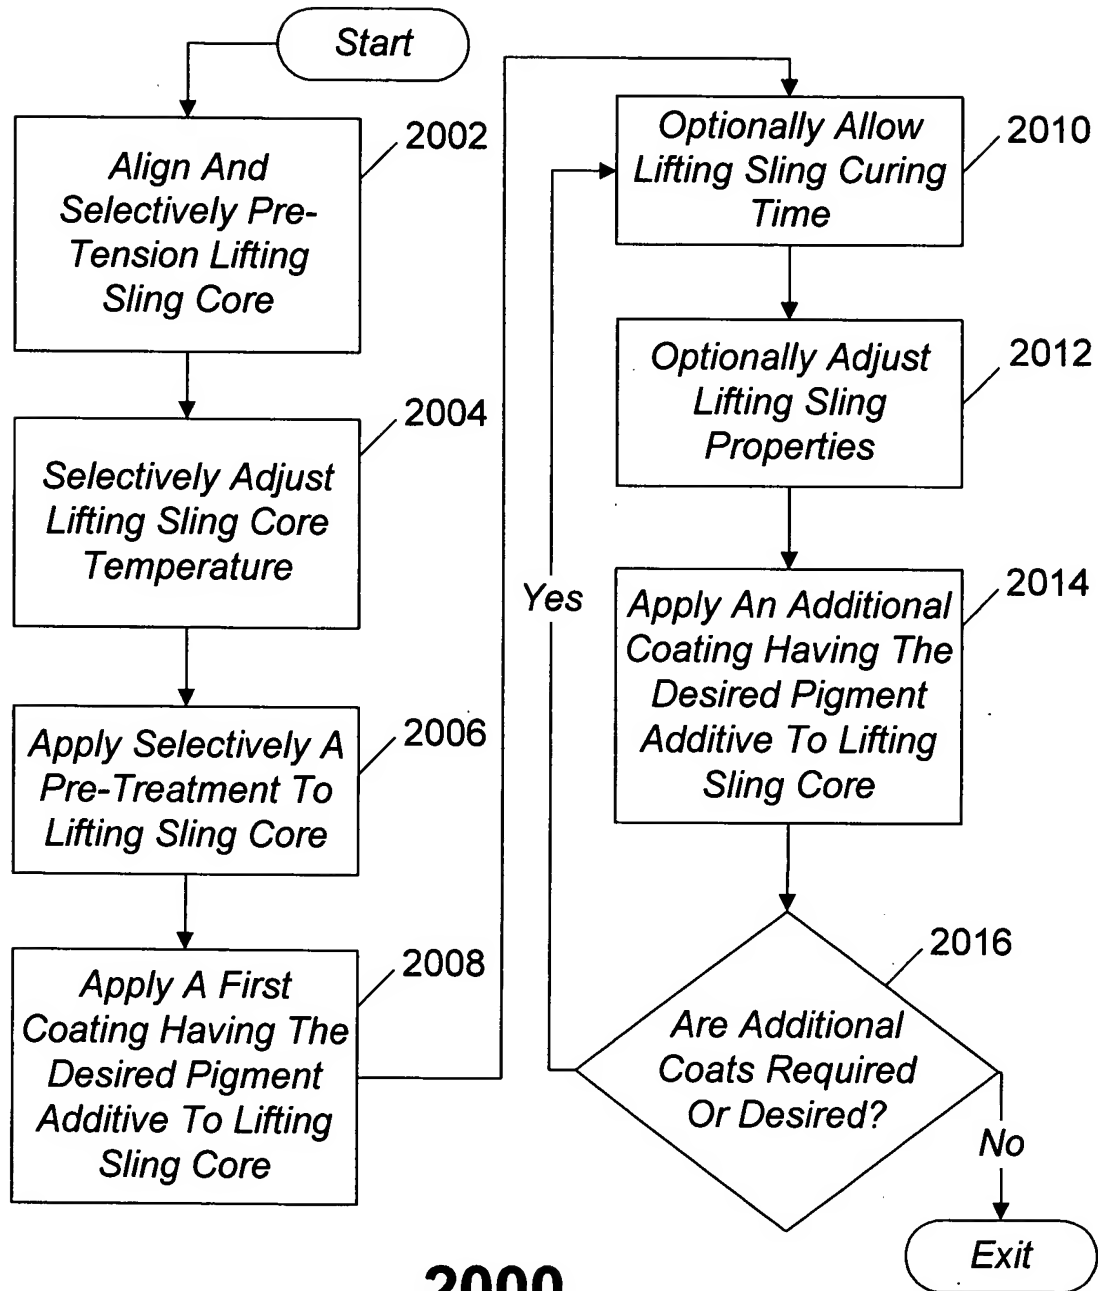 Start
2002
Align And
Selectively Pre-
Tension Lifting
Sling Core
2004
Selectively Adjust
Lifting Sling Core
Temperature
2006
Apply Selectively A
Pre-Treatment To
Lifting Sling Core
2008
Apply A First
Coating Having The
Desired Pigment
Additive To Lifting
Sling Core
2010
Optionally Allow
Lifting Sling Curing
Time
2012
Optionally Adjust
Lifting Sling
Properties
2014
Apply An Additional
Coating Having The
Desired Pigment
Additive To Lifting
Sling Core
2016
Are Additional
Coats Required
Or Desired?
Yes
No
Exit
2000